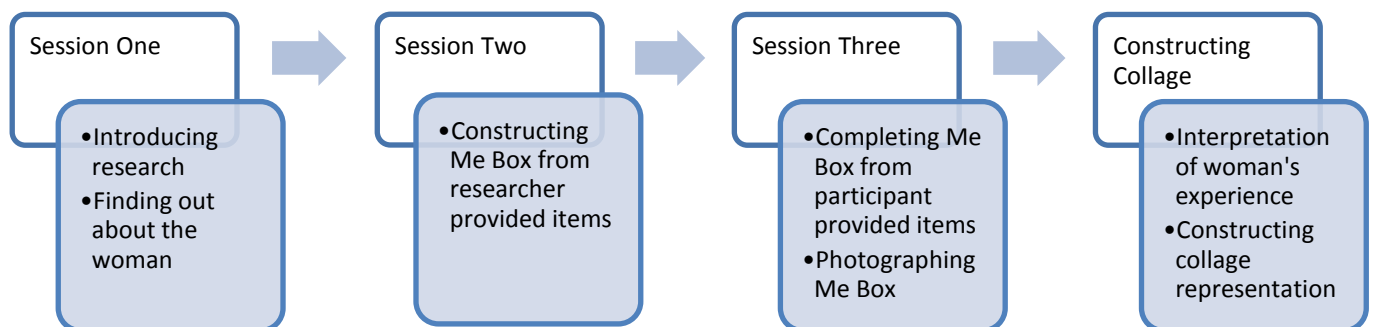 Session One
•Introducing
research
•Finding out
about the
woman
Session Two
•Constructing
Me Box from
researcher
provided items
Session Three
•Completing Me
Box from
participant
provided items
•Photographing
Me Box
Constructing
Collage
•Interpretation
of woman's
experience
•Constructing
collage
representation